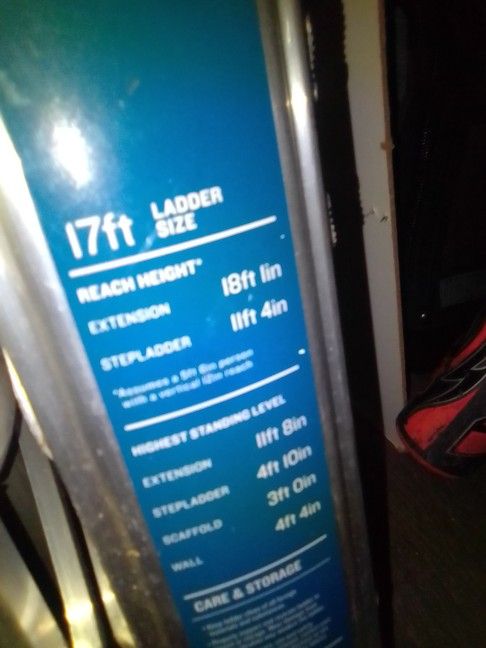 17ft LADDER SIZE
REACH HEIGHT*
EXTENSION 18ft 1in
STEPLADDER 11ft 4in
*Assumes a 5ft 6in person
with a vertical 12in reach
HIGHEST STANDING LEVEL
EXTENSION 11ft 8in
STEPLADDER 4ft 10in
SCAFFOLD 3ft 0in
WALL 4ft 4in
CARE & STORAGE